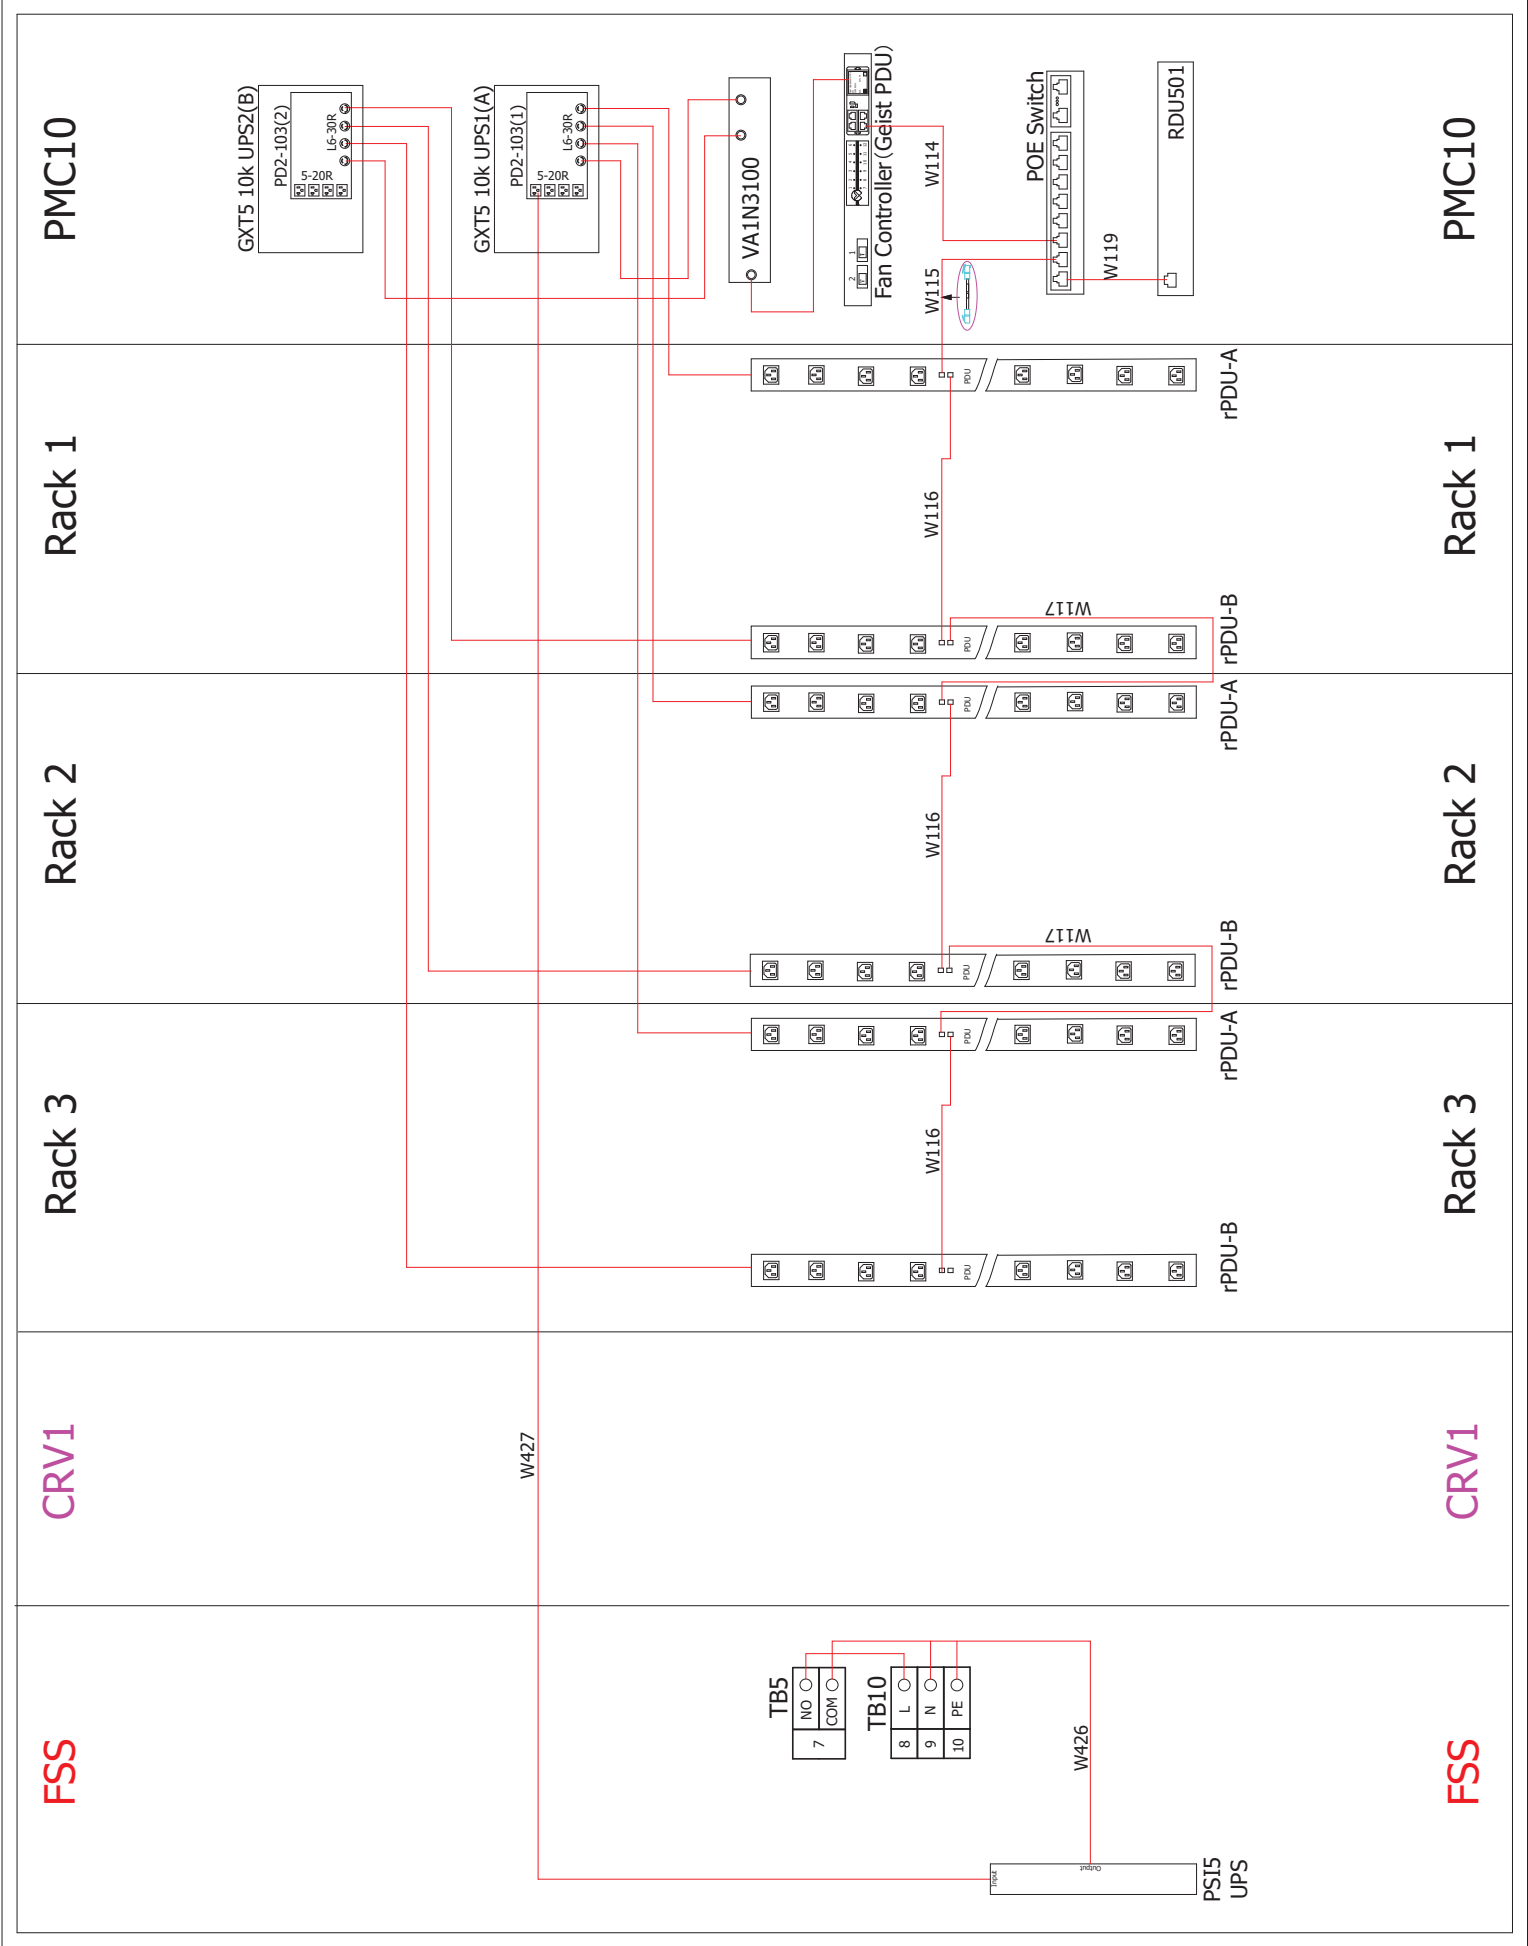 PMC10
GXT5 10k UPS2(B)
PD2-103(2)
L6-30R
5-20R
GXT5 10k UPS1(A)
PD2-103(1)
L6-30R
5-20R
VA1N3100
Fan Controller(Geist PDU)
1
2
W114
W115
POE Switch
W119
RDU501
PMC10
Rack 1
PDU
rPDU-A
W116
PDU
W117
rPDU-B
Rack 1
Rack 2
PDU
rPDU-A
W116
PDU
W117
rPDU-B
Rack 2
Rack 3
PDU
rPDU-A
W116
PDU
rPDU-B
Rack 3
CRV1
W427
CRV1
FSS
TB5
NO
COM
7
TB10
L
N
PE
8
9
10
W426
Input
Output
PSI5
UPS
FSS